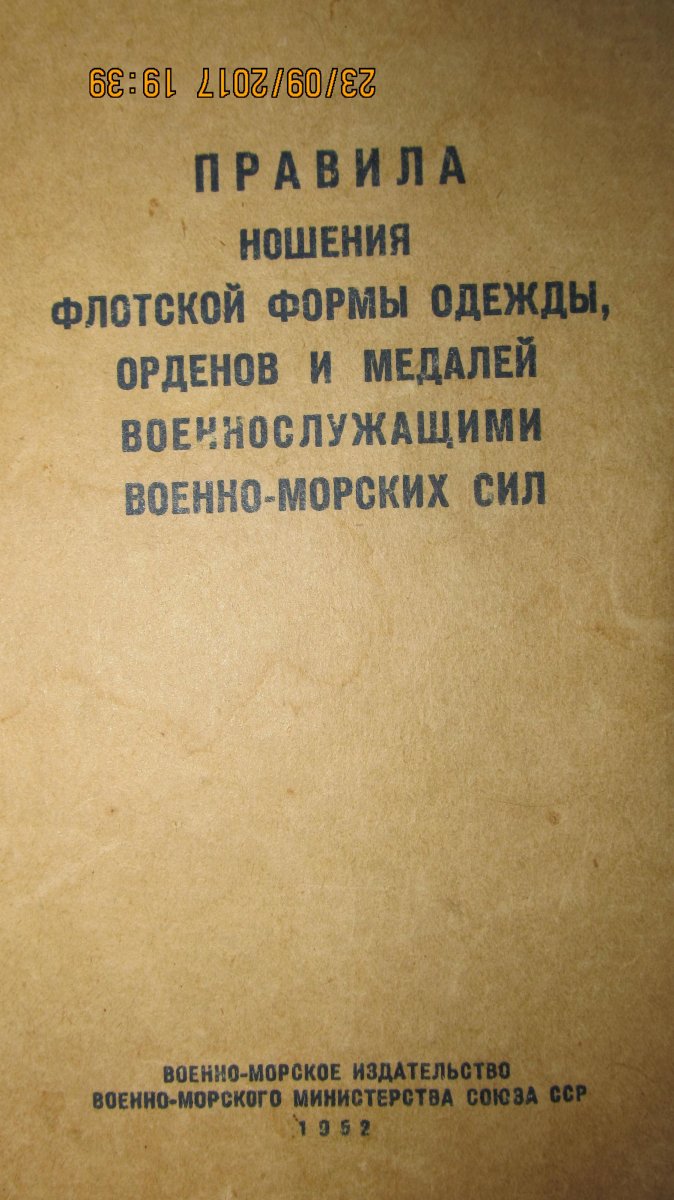 23/09/2017 19:39
ПРАВИЛА
НОШЕНИЯ
ФЛОТСКОЙ ФОРМЫ ОДЕЖДЫ,
ОРДЕНОВ И МЕДАЛЕЙ
ВОЕННОСЛУЖАЩИМИ
ВОЕННО-МОРСКИХ СИЛ
ВОЕННО-МОРСКОЕ ИЗДАТЕЛЬСТВО
ВОЕННО-МОРСКОГО МИНИСТЕРСТВА СОЮЗА ССР
1952